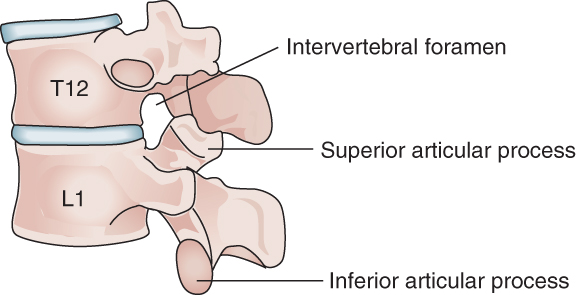 Intervertebral foramen
T12
Superior articular process
L1
Inferior articular process